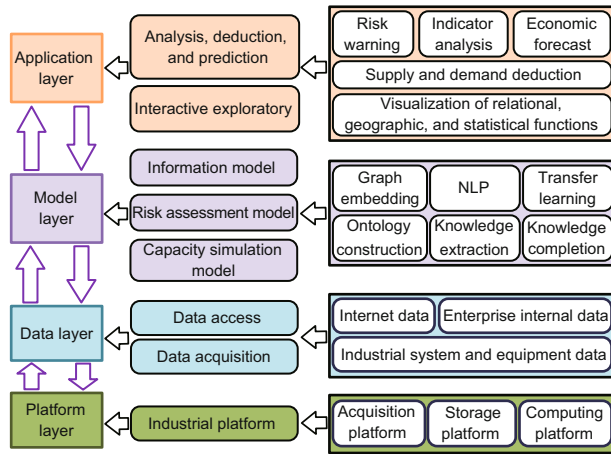 Application
layer
Analysis, deduction,
and prediction
Interactive exploratory
Risk
warning
Indicator
analysis
Economic
forecast
Supply and demand deduction
Visualization of relational,
geographic, and statistical functions
Model
layer
Information model
Risk assessment model
Capacity simulation
model
Graph
embedding
NLP
Transfer
learning
Ontology
construction
Knowledge
extraction
Knowledge
completion
Data layer
Data access
Data acquisition
Internet data
Enterprise internal data
Industrial system and equipment data
Platform
layer
Industrial platform
Acquisition
platform
Storage
platform
Computing
platform